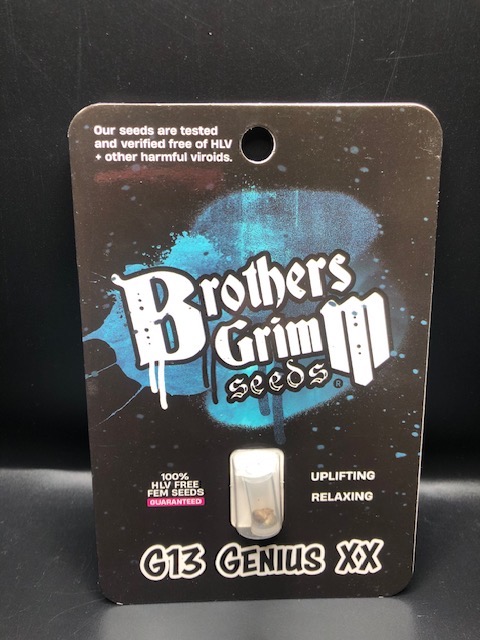 Our seeds are tested
and verified free of HLV
+ other harmful viroids.
Brothers
Grimm
seeds®
100%
HLV FREE
FEM SEEDS
GUARANTEED
UPLIFTING
RELAXING
G13 GENIUS XX